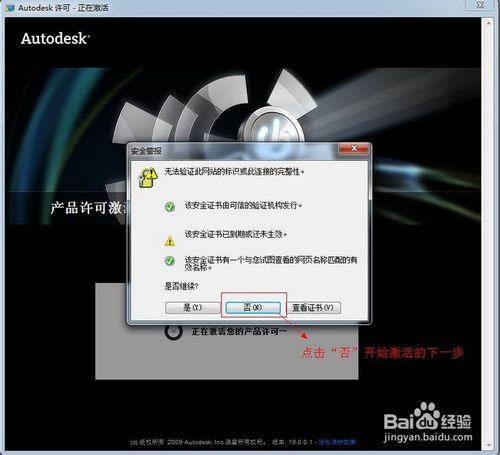 Autodesk 许可 - 正在激活
Autodesk
安全警报
无法验证此网站的标识或此连接的完整性。
该安全证书由可信的验证机构发行。
产品许可激活
该安全证书已到期或还未生效。
该安全证书有一个与您试图查看的网页名称匹配的有
效名称。
是否继续?
是(Y)
否(N)
查看证书(V)
正在激活您的产品许可…
点击“否”开始激活的下一步
(c) 版权所有 2009 Autodesk, Inc.保留所有权利。 版本: 19.0.0.1 - 隐私保护政策
Bai度经验
jingyan.baidu.com